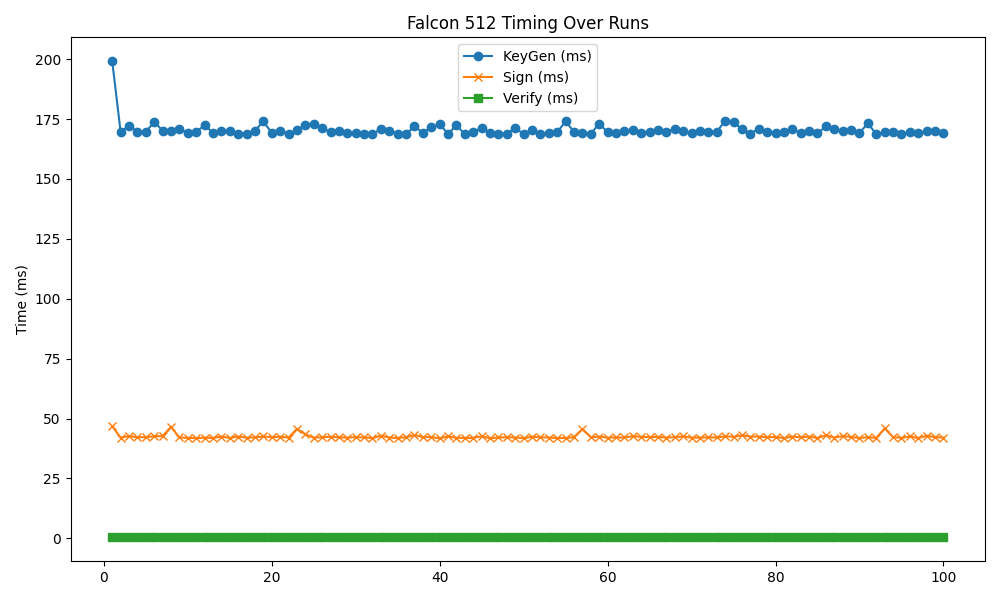 Falcon 512 Timing Over Runs
KeyGen (ms)
Sign (ms)
Verify (ms)
Time (ms)
200
175
150
125
100
75
50
25
0
0 20 40 60 80 100